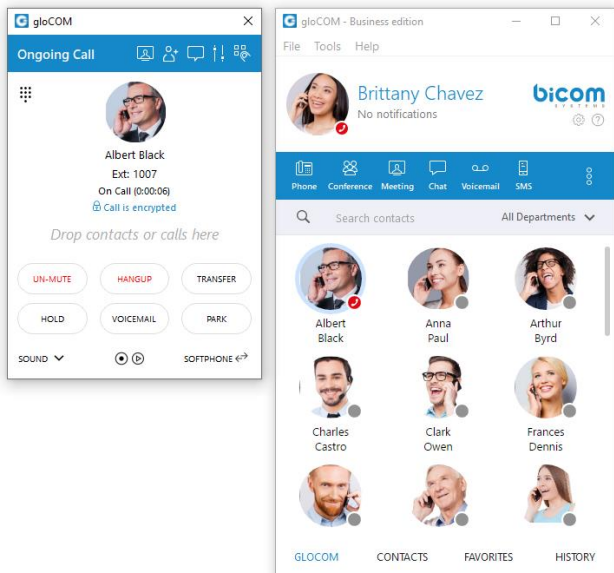 gloCOM
Ongoing Call
Albert Black
Ext: 1007
On Call (0:00:06)
Call is encrypted
Drop contacts or calls here
UN-MUTE HANGUP TRANSFER
HOLD VOICEMAIL PARK
SOUND SOFTPHONE
gloCOM - Business edition
File Tools Help
Brittany Chavez
No notifications
bicom
SYSTEMS
Phone Conference Meeting Chat Voicemail SMS
Search contacts All Departments
Albert Black
Anna Paul
Arthur Byrd
Charles Castro
Clark Owen
Frances Dennis
GLOCOM CONTACTS FAVORITES HISTORY